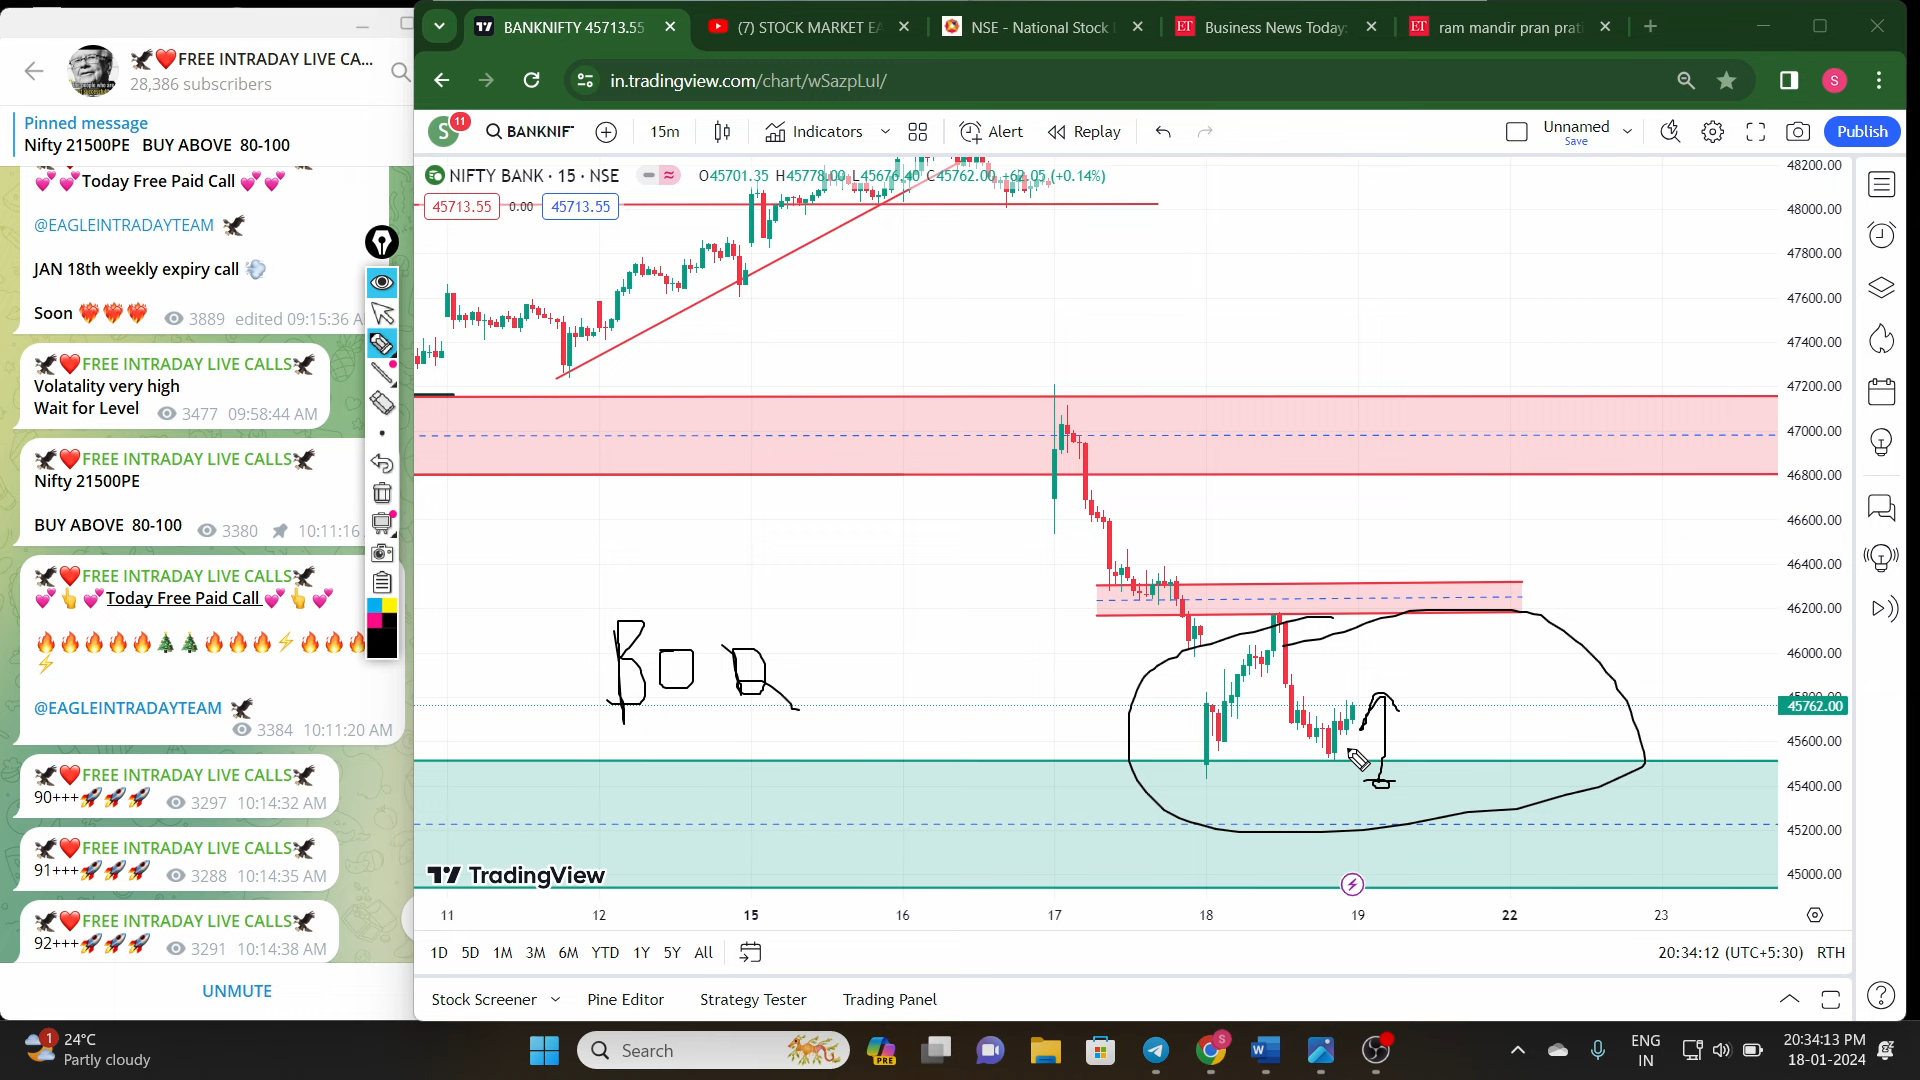 FREE INTRADAY LIVE CA...
28,386 subscribers
Pinned message
Nifty 21500PE BUY ABOVE 80-100
Today Free Paid Call
@EAGLEINTRADAYTEAM
JAN 18th weekly expiry call
Soon 3889 edited 09:15:36 A
FREE INTRADAY LIVE CALLS
Volatality very high
Wait for Level 3477 09:58:44 AM
FREE INTRADAY LIVE CALLS
Nifty 21500PE
BUY ABOVE 80-100 3380 10:11:16
FREE INTRADAY LIVE CALLS
Today Free Paid Call
@EAGLEINTRADAYTEAM
3384 10:11:20 AM
FREE INTRADAY LIVE CALLS
90+++ 3297 10:14:32 AM
FREE INTRADAY LIVE CALLS
91+++ 3288 10:14:35 AM
FREE INTRADAY LIVE CALLS
92+++ 3291 10:14:38 AM
UNMUTE
BANKNIFTY 45713.55
(7) STOCK MARKET EA
NSE - National Stock
Business News Today:
ram mandir pran prati
in.tradingview.com/chart/wSazpLul/
S
S 11 BANKNIF 15m Indicators Alert Replay Unnamed Save Publish
NIFTY BANK · 15 · NSE O45701.35 H45778.00 L45676.40 C45762.00 +62.05 (+0.14%)
45713.55 0.00 45713.55
48200.00
48000.00
47800.00
47600.00
47400.00
47200.00
47000.00
46800.00
46600.00
46400.00
46200.00
46000.00
45800.00
45762.00
45600.00
45400.00
45200.00
45000.00
TradingView
11 12 15 16 17 18 19 22 23
1D 5D 1M 3M 6M YTD 1Y 5Y All 20:34:12 (UTC+5:30) RTH
Stock Screener Pine Editor Strategy Tester Trading Panel
1 24°C
Partly cloudy
Search
PRE
ENG
IN
20:34:13 PM
18-01-2024